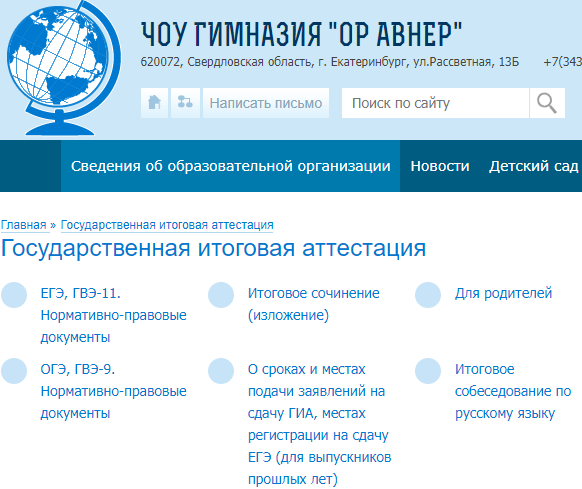 ЧОУ ГИМНАЗИЯ "ОР АВНЕР"
620072, Свердловская область, г. Екатеринбург, ул.Рассветная, 13Б +7(343
Написать письмо
Поиск по сайту
Сведения об образовательной организации Новости Детский сад
Главная » Государственная итоговая аттестация
Государственная итоговая аттестация
ЕГЭ, ГВЭ-11.
Нормативно-правовые
документы
Итоговое сочинение
(изложение)
Для родителей
ОГЭ, ГВЭ-9.
Нормативно-правовые
документы
О сроках и местах
подачи заявлений на
сдачу ГИА, местах
регистрации на сдачу
ЕГЭ (для выпускников
прошлых лет)
Итоговое
собеседование по
русскому языку